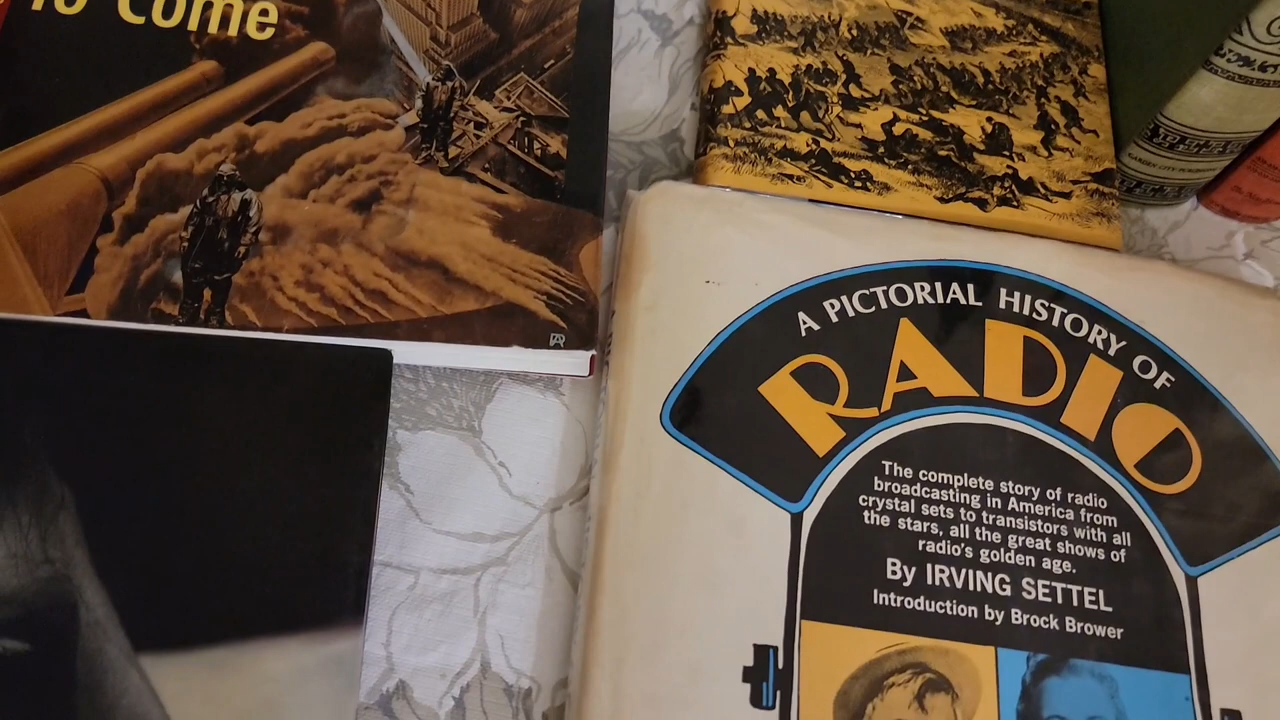 To Come
A PICTORIAL HISTORY OF
RADIO
The complete story of radio
broadcasting in America from
crystal sets to transistors with all
the stars, all the great shows of
radio's golden age.
By IRVING SETTEL
Introduction by Brock Brower
GARDEN CITY